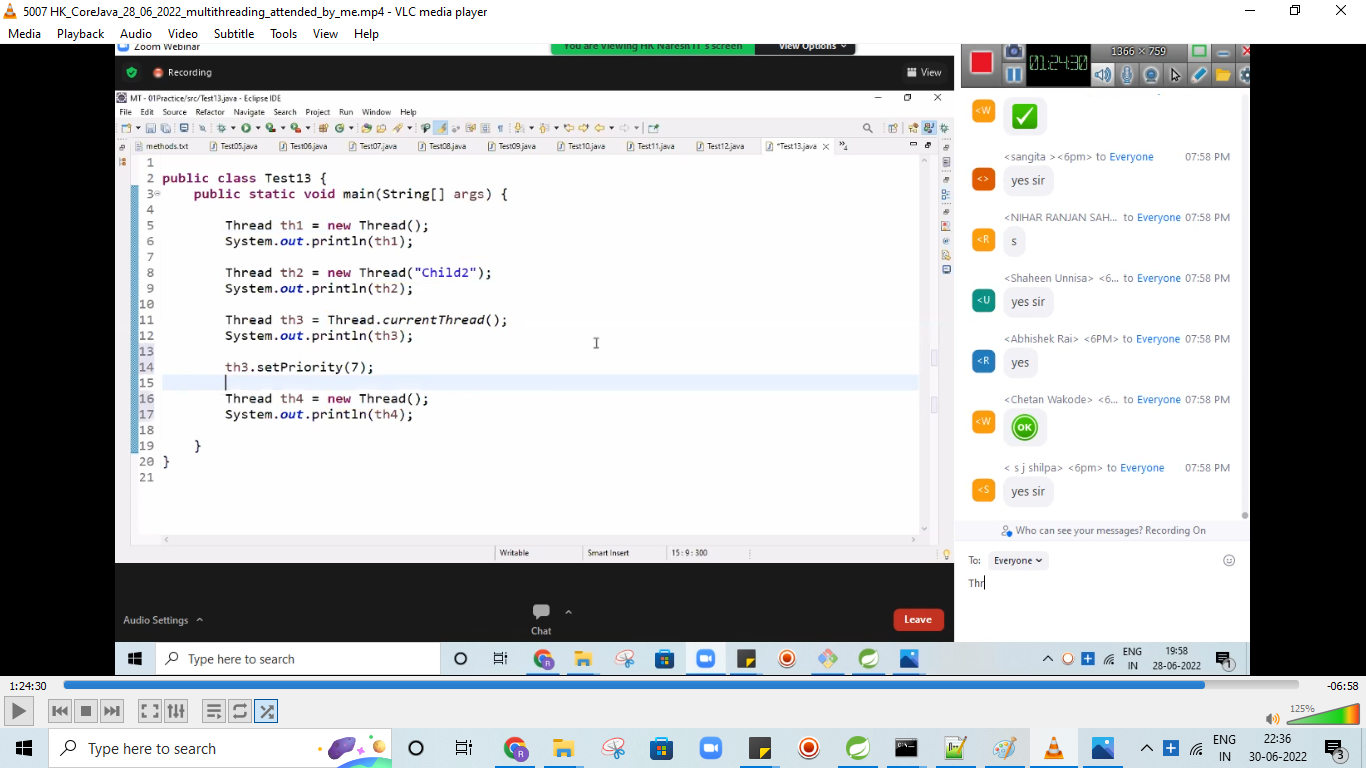 5007 HK_CoreJava_28_06_2022_multithreading_attended_by_me.mp4 - VLC media player
Media Playback Audio Video Subtitle Tools View Help
Zoom Webinar
You are viewing HK Naresh IT's screen View Options
Recording
View
1366 × 759
01:24:30
MT - 01Practice/src/Test13.java - Eclipse IDE
File Edit Source Refactor Navigate Search Project Run Window Help
methods.txt Test05.java Test06.java Test07.java Test08.java Test09.java Test10.java Test11.java Test12.java *Test13.java
1
2 public class Test13 {
3 public static void main(String[] args) {
4
5 Thread th1 = new Thread();
6 System.out.println(th1);
7
8 Thread th2 = new Thread("Child2");
9 System.out.println(th2);
10
11 Thread th3 = Thread.currentThread();
12 System.out.println(th3);
13
14 th3.setPriority(7);
15
16 Thread th4 = new Thread();
17 System.out.println(th4);
18
19 }
20 }
21
Writable Smart Insert 15 : 9 : 300
<W
<sangita ><6pm> to Everyone 07:58 PM
<> yes sir
<NIHAR RANJAN SAH... to Everyone 07:58 PM
<R s
<Shaheen Unnisa> <6... to Everyone 07:58 PM
<U yes sir
<Abhishek Rai> <6PM> to Everyone 07:58 PM
<R yes
<Chetan Wakode> <6... to Everyone 07:58 PM
<W OK
< s j shilpa> <6pm> to Everyone 07:58 PM
<S yes sir
Who can see your messages? Recording On
To: Everyone
Thr
Audio Settings
Chat
Leave
Type here to search
ENG
IN
19:58
28-06-2022
1
1:24:30
-06:58
125%
Type here to search
ENG
IN
22:36
30-06-2022
3